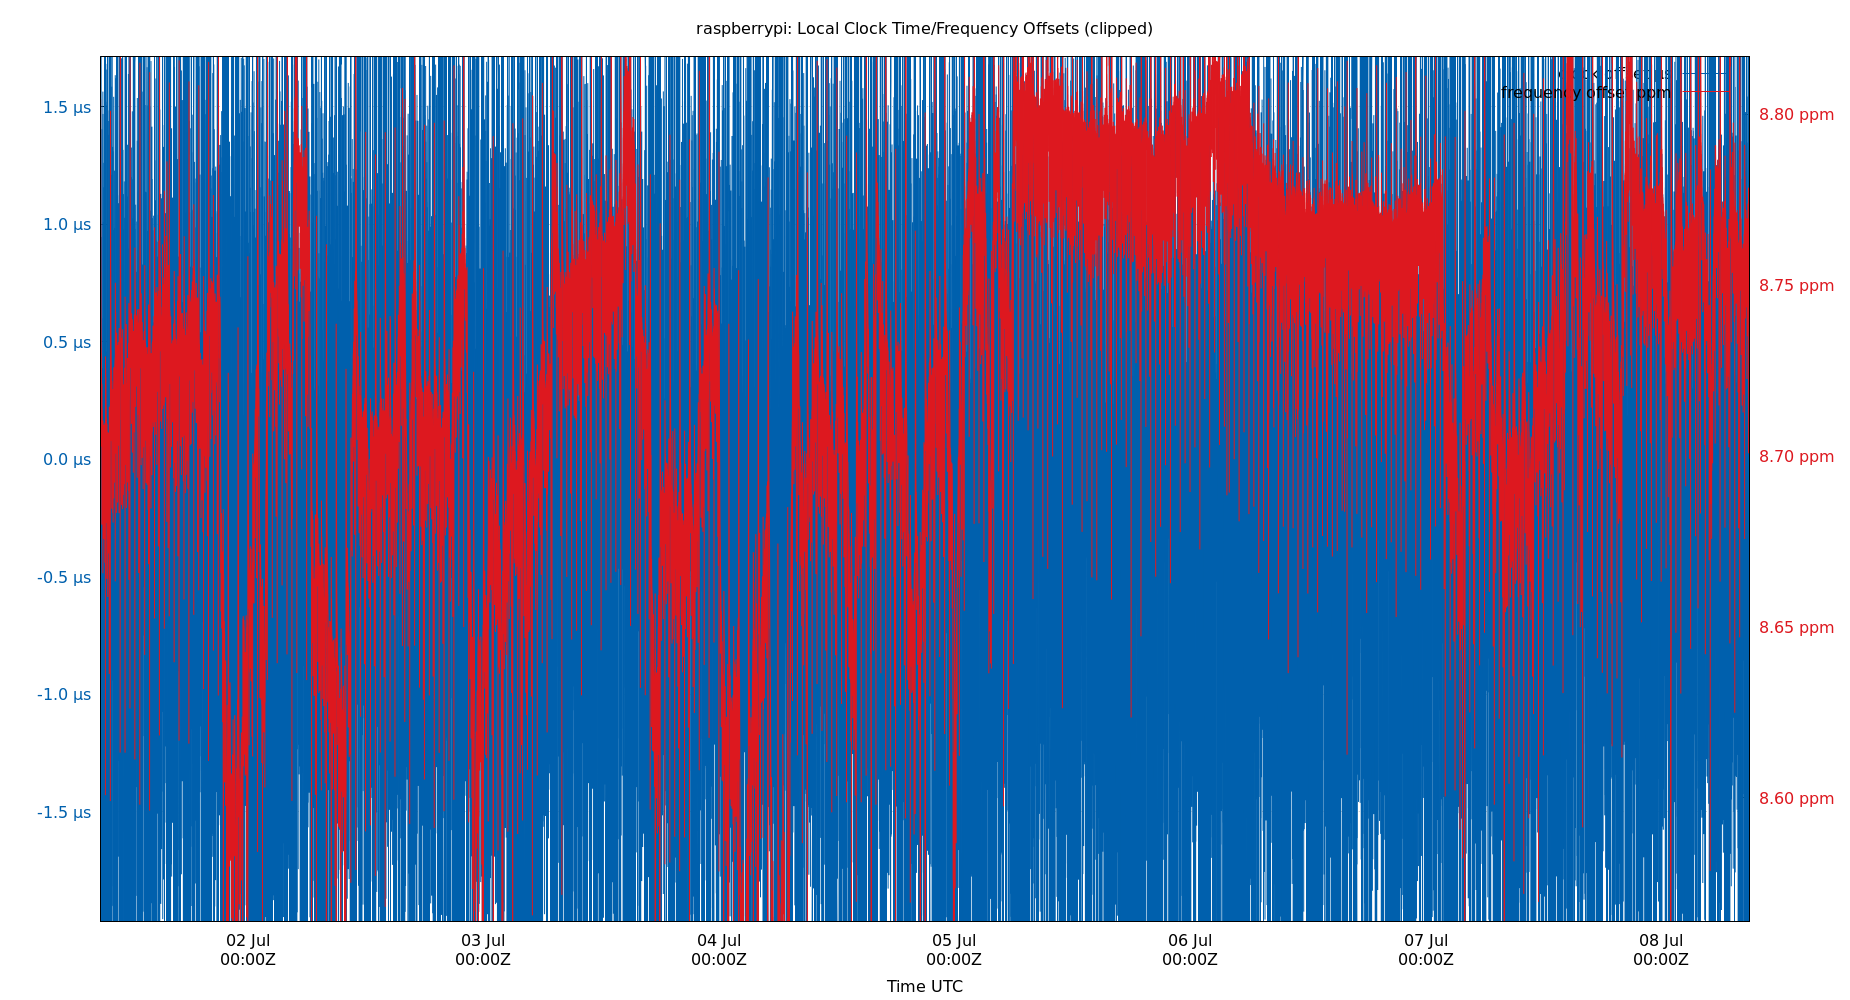 raspberrypi: Local Clock Time/Frequency Offsets (clipped)
clock offset µs
frequency offset ppm
1.5 µs
1.0 µs
0.5 µs
0.0 µs
-0.5 µs
-1.0 µs
-1.5 µs
8.80 ppm
8.75 ppm
8.70 ppm
8.65 ppm
8.60 ppm
02 Jul 03 Jul 04 Jul 05 Jul 06 Jul 07 Jul 08 Jul
00:00Z 00:00Z 00:00Z 00:00Z 00:00Z 00:00Z 00:00Z
Time UTC